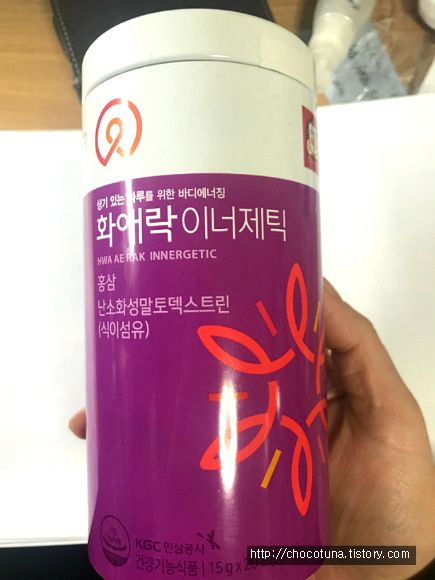 생기 있는 하루를 위한 바디에너징
화애락 이너제틱
HWA AE RAK INNERGETIC
홍삼
난소화성말토덱스트린
(식이섬유)
KGC 인삼공사
건강기능식품 | 15g x 20
http://chocotuna.tistory.com